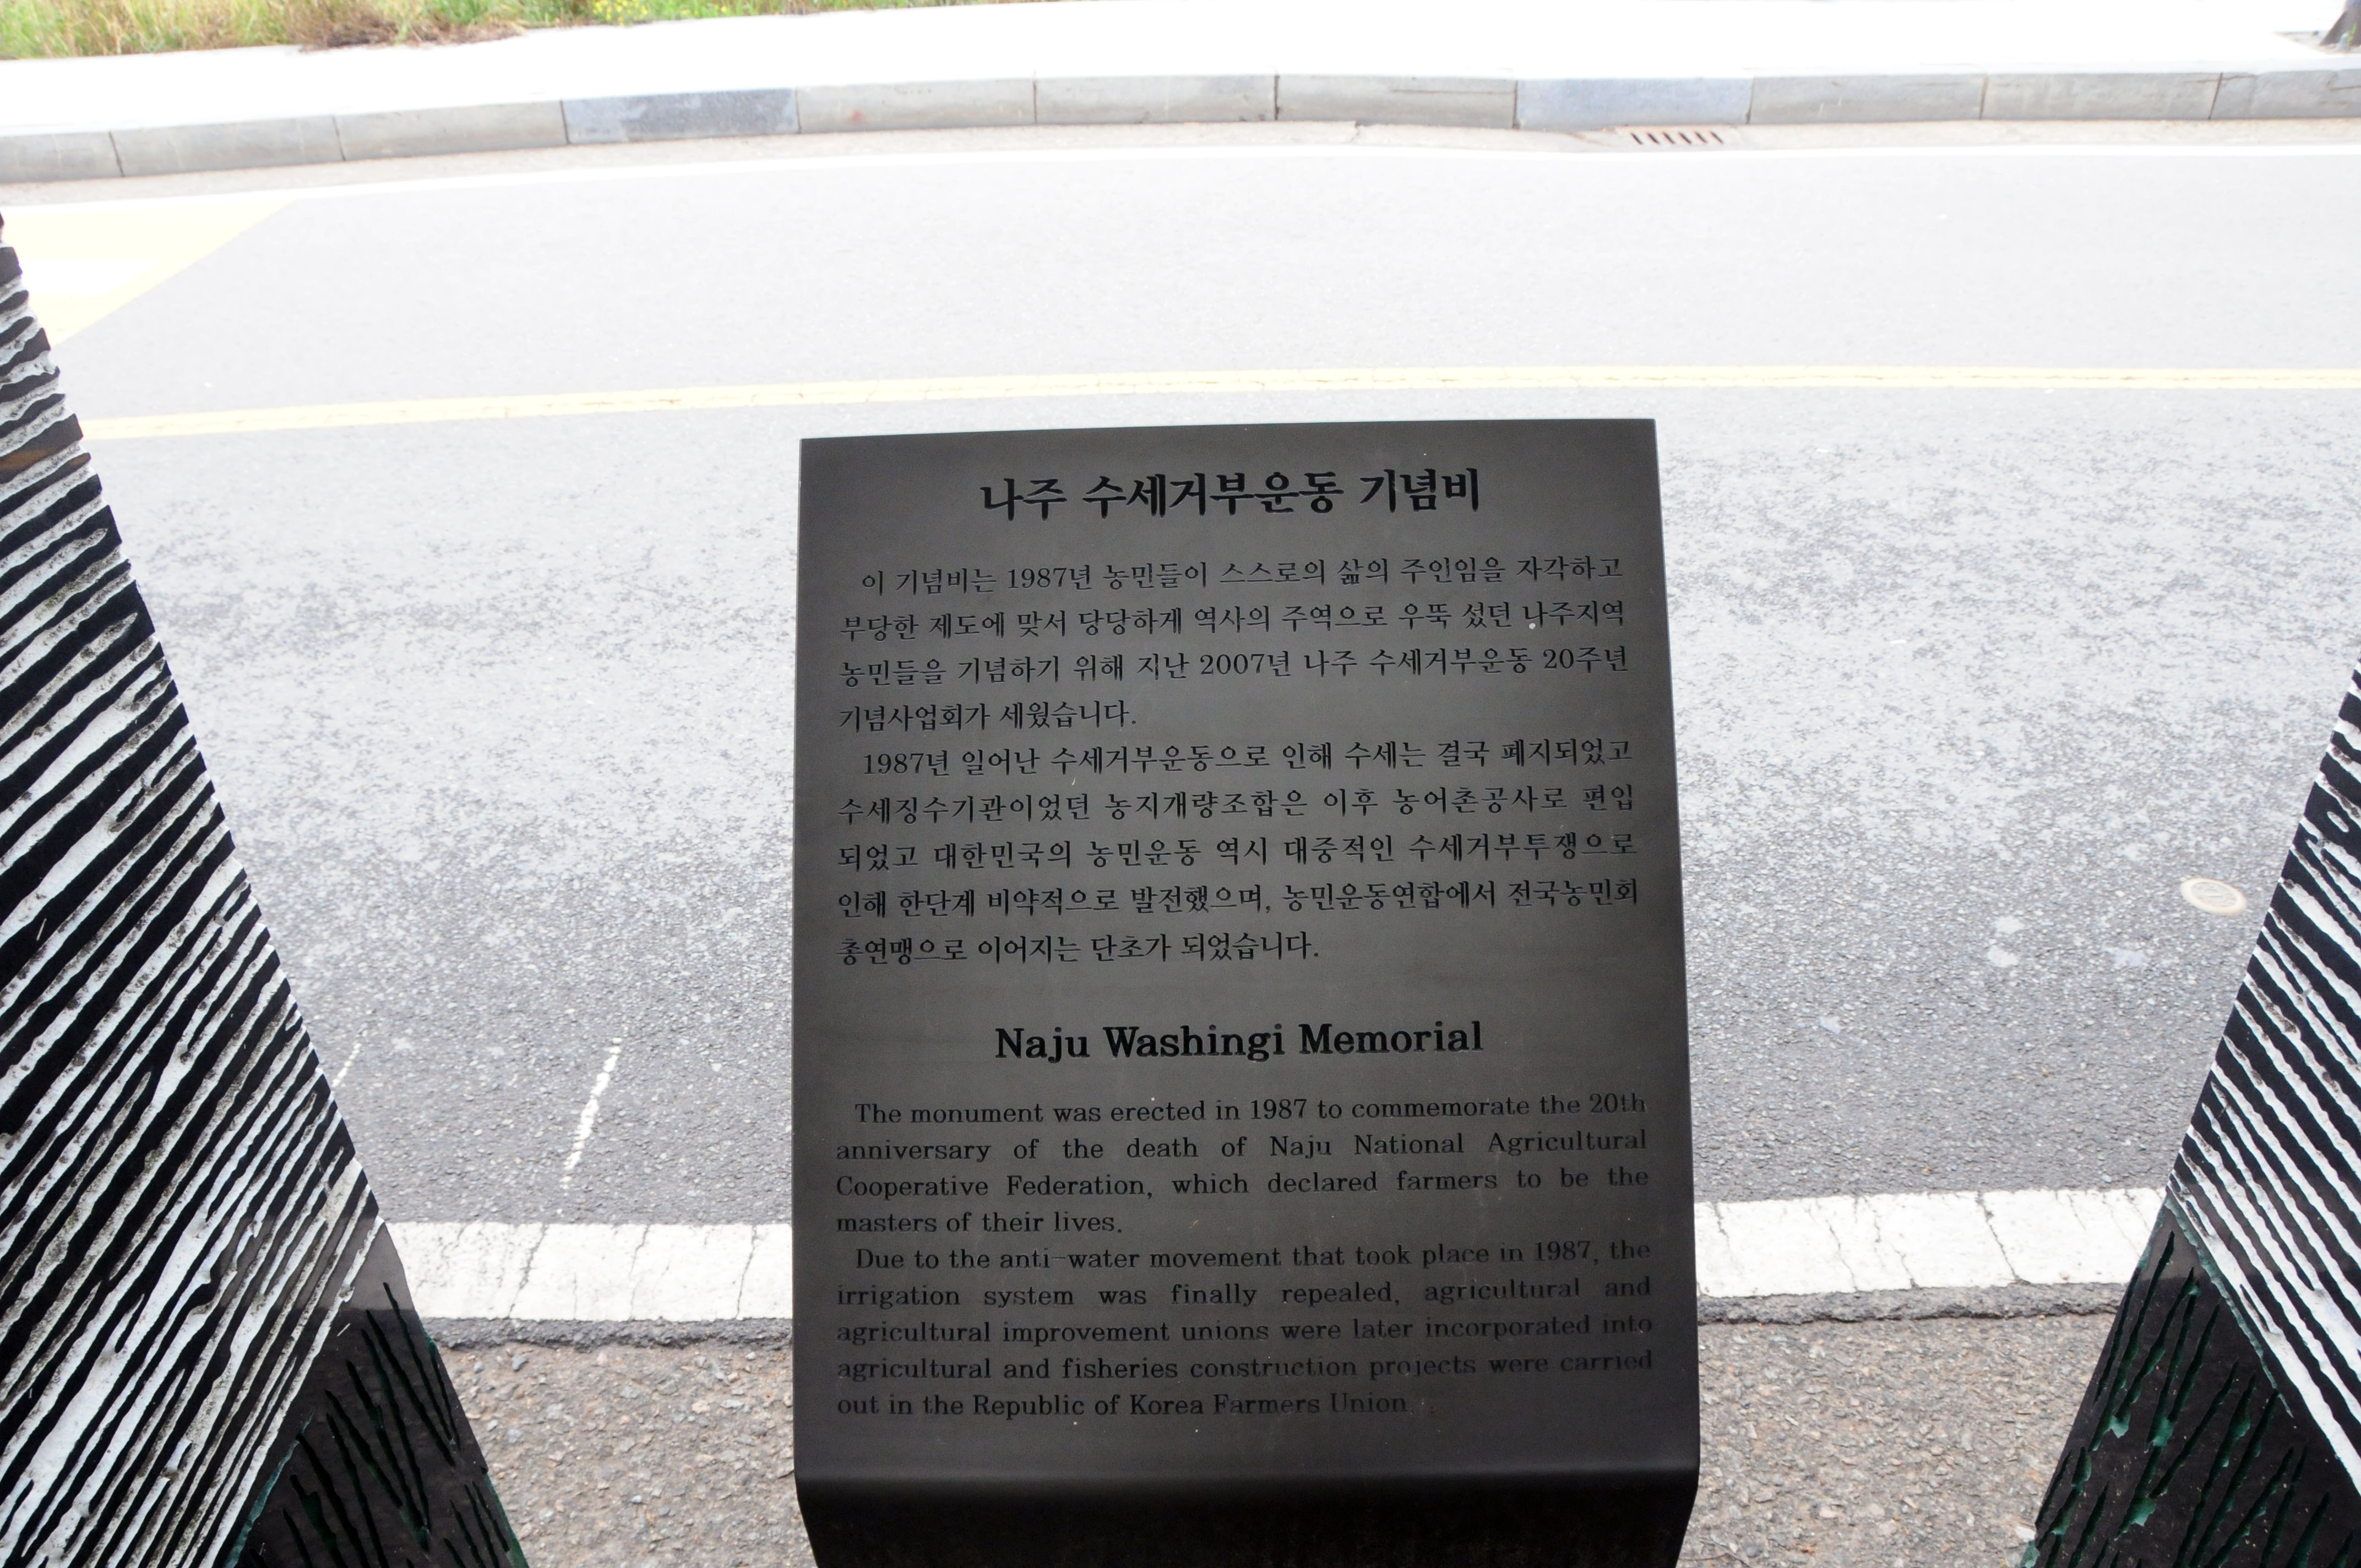 나주 수세거부운동 기념비
이 기념비는 1987년 농민들이 스스로의 삶의 주인임을 자각하고
부당한 제도에 맞서 당당하게 역사의 주역으로 우뚝 섰던 나주지역
농민들을 기념하기 위해 지난 2007년 나주 수세거부운동 20주년
기념사업회가 세웠습니다.
1987년 일어난 수세거부운동으로 인해 수세는 결국 폐지되었고
수세징수기관이었던 농지개량조합은 이후 농어촌공사로 편입
되었고 대한민국의 농민운동 역시 대중적인 수세거부투쟁으로
인해 한단계 비약적으로 발전했으며, 농민운동연합에서 전국농민회
총연맹으로 이어지는 단초가 되었습니다.
Naju Washingi Memorial
The monument was erected in 1987 to commemorate the 20th
anniversary of the death of Naju National Agricultural
Cooperative Federation, which declared farmers to be the
masters of their lives.
Due to the anti-water movement that took place in 1987, the
irrigation system was finally repealed, agricultural and
agricultural improvement unions were later incorporated into
agricultural and fisheries construction projects were carried
out in the Republic of Korea Farmers Union.